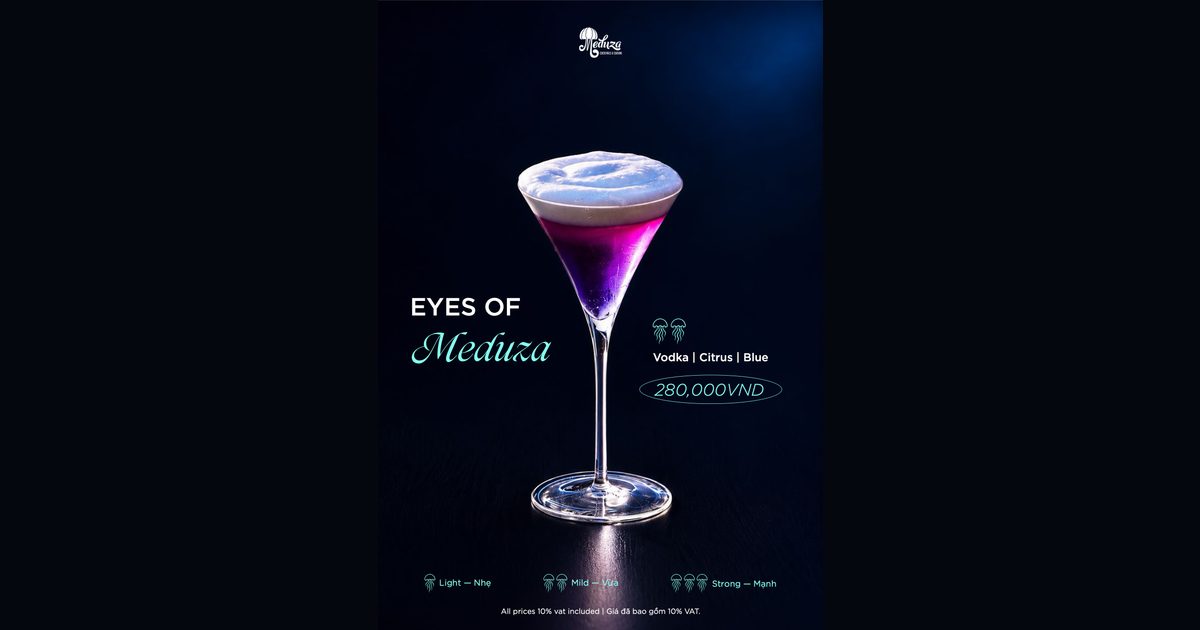 Meduza
EYES OF
Meduza
Vodka | Citrus | Blue
280,000VND
Light — Nhẹ
Mild — Vừa
Strong — Mạnh
All prices 10% vat included | Giá đã bao gồm 10% VAT.